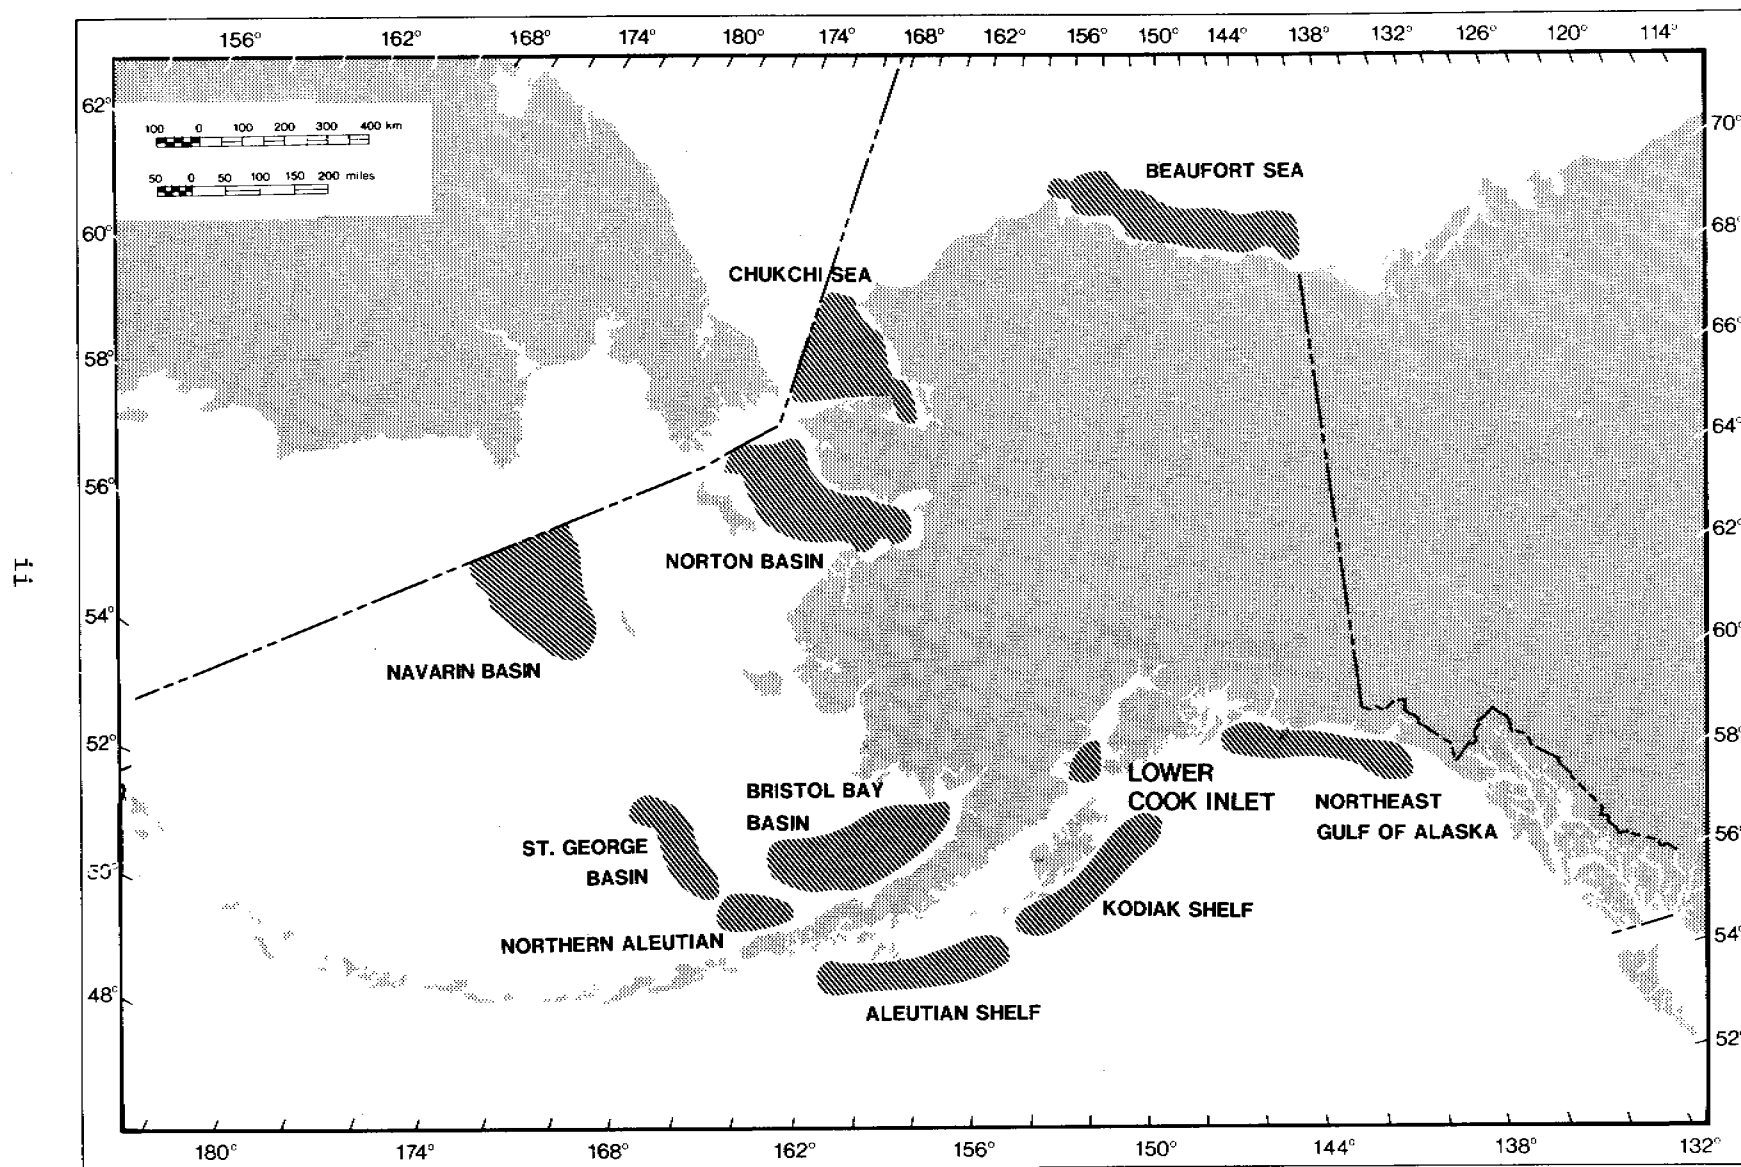 156° 162° 168° 174° 180° 174° 168° 162° 156° 150° 144° 138° 132° 126° 120° 114°
62°
100 0 100 200 300 400 km
50 0 50 100 150 200 miles
70°
BEAUFORT SEA
60°
68°
CHUKCHI SEA
66°
58°
64°
56°
62°
NORTON BASIN
ii
54°
60°
NAVARIN BASIN
52°
58°
LOWER
COOK INLET
BRISTOL BAY
BASIN
NORTHEAST
GULF OF ALASKA
56°
ST. GEORGE
BASIN
50°
KODIAK SHELF
NORTHERN ALEUTIAN
54°
48°
ALEUTIAN SHELF
52°
180° 174° 168° 162° 156° 150° 144° 138° 132°